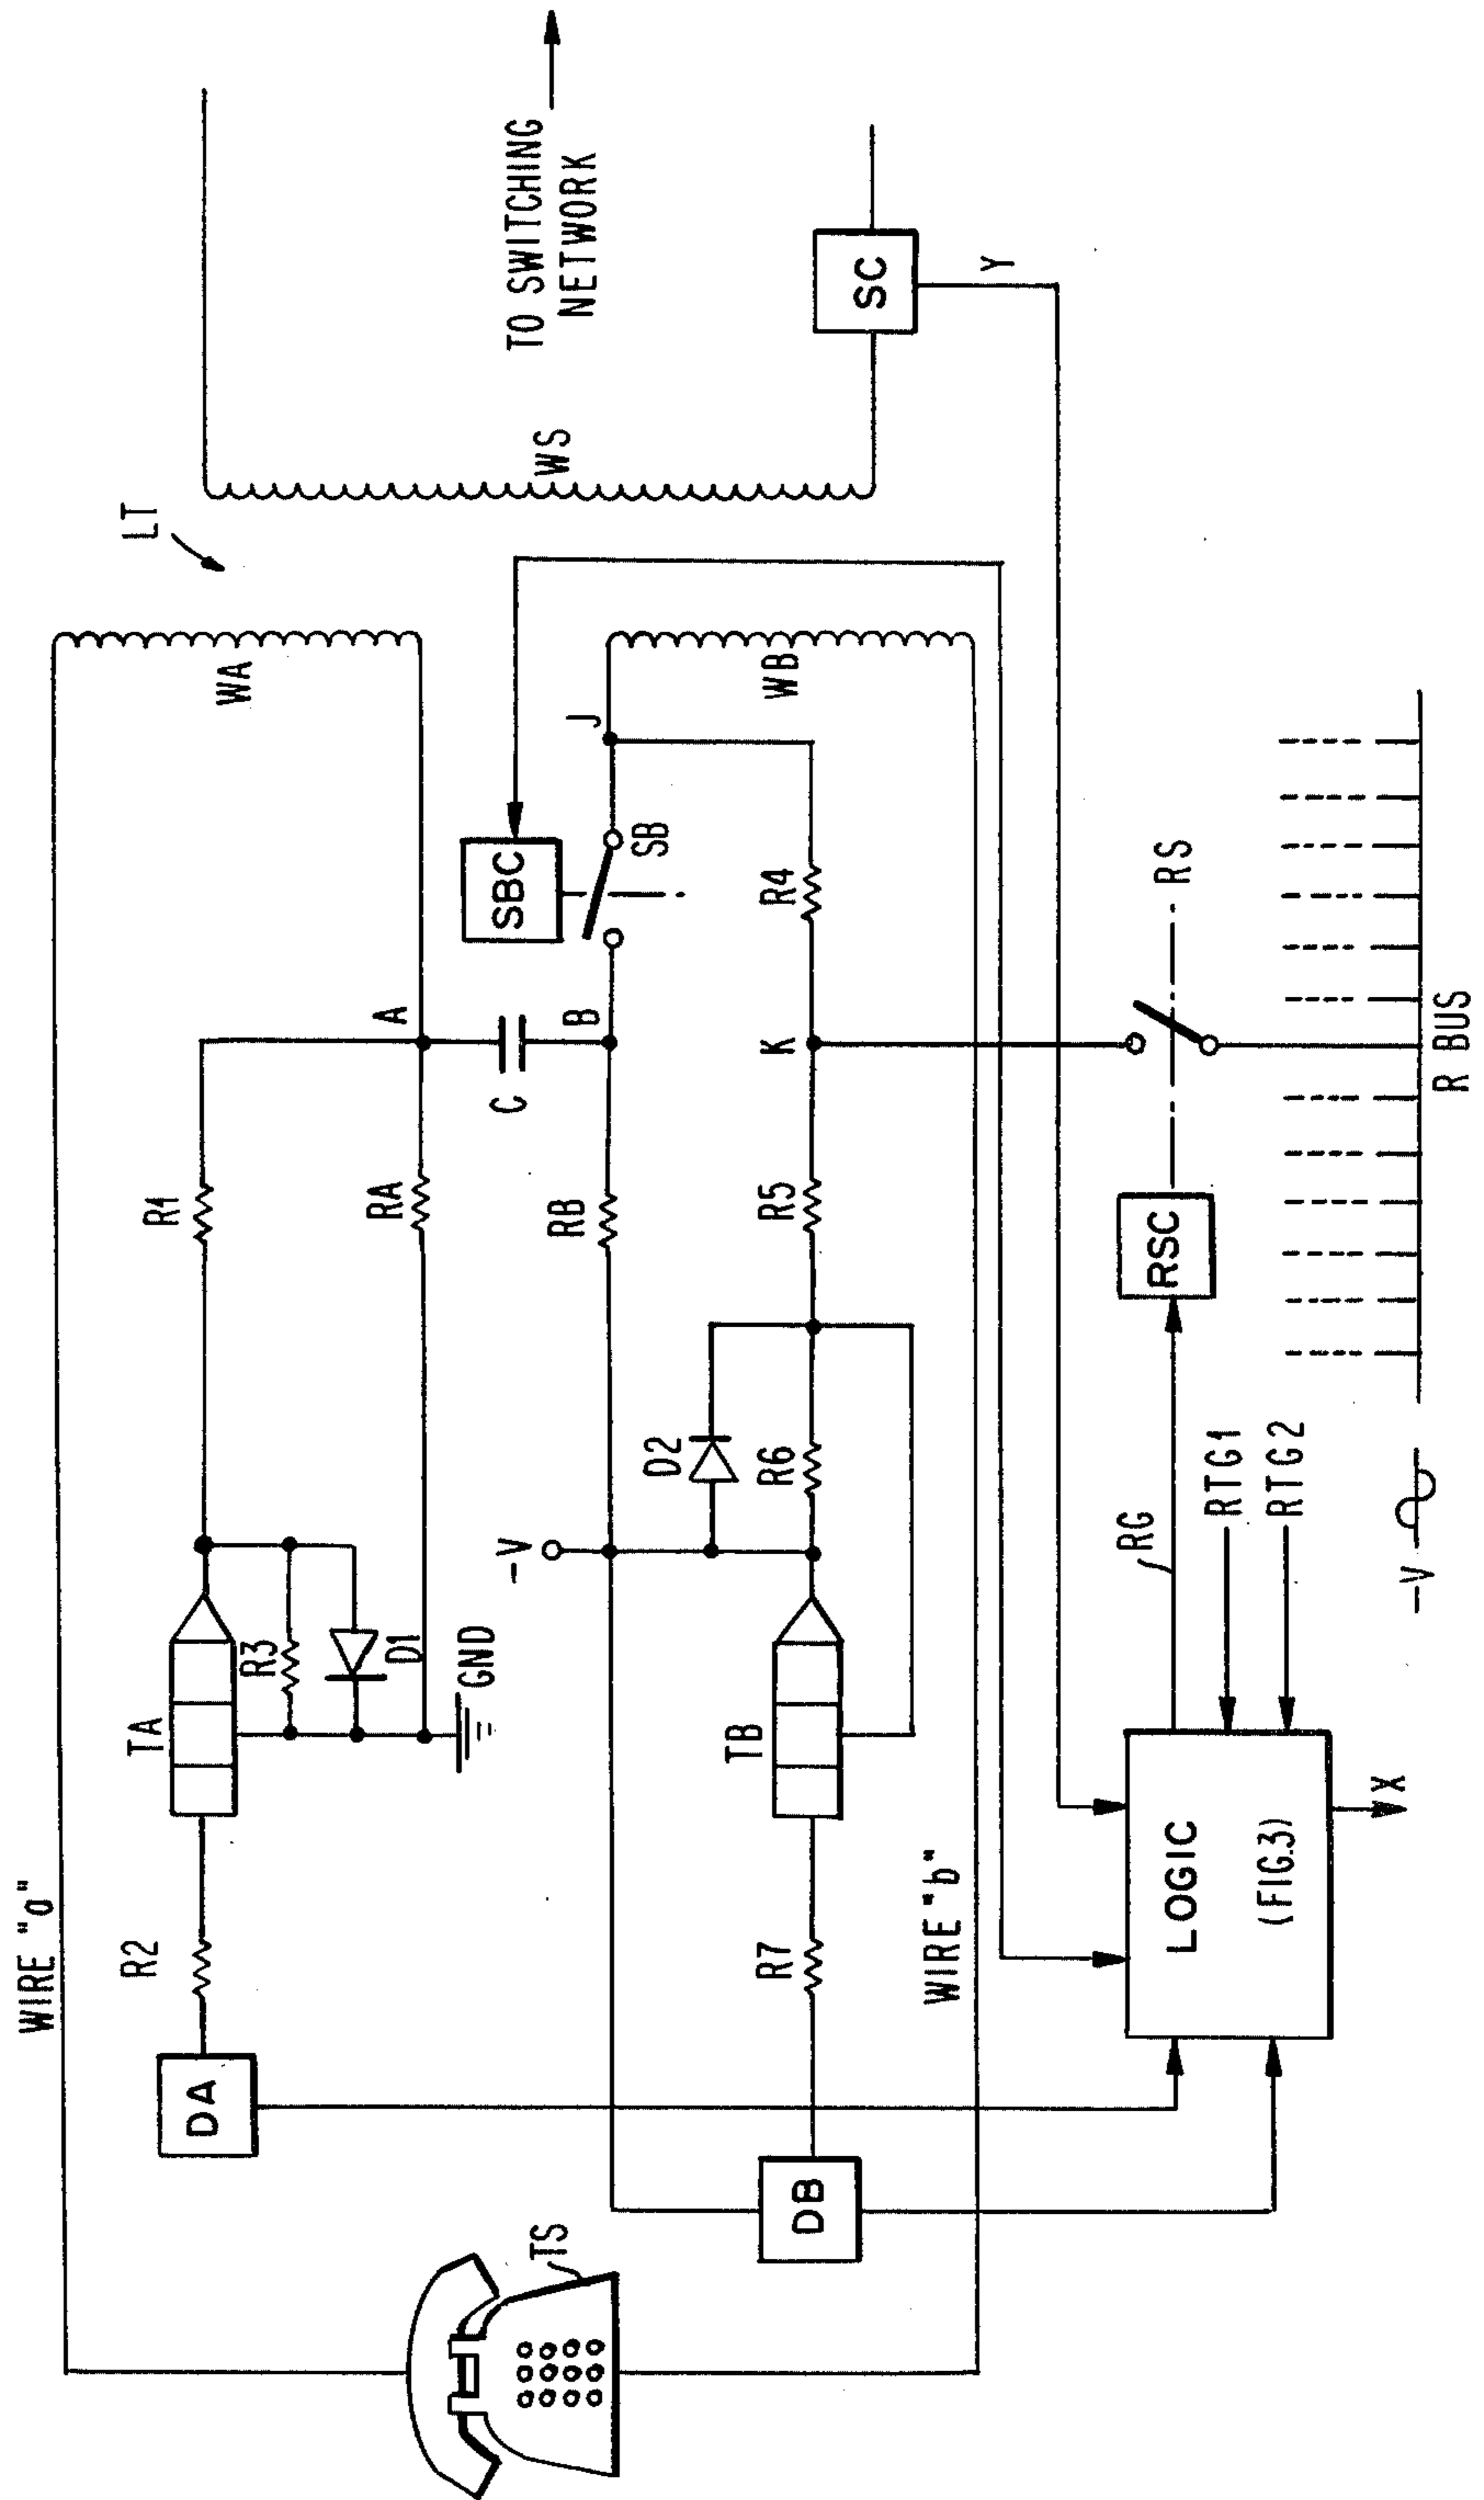 WIRE "a"
DA
R2
TA
R3
D1
GND
R1
RA
A
C
WA
LT
WS
TO SWITCHING
NETWORK
TS
-V
RB
B
SBC
SB
J
WB
DB
R7
TB
D2
R6
R5
K
R4
WIRE "b"
SC
Y
LOGIC
(FIG.3)
X
RG
RTG1
RTG2
RSC
RS
-V
R BUS